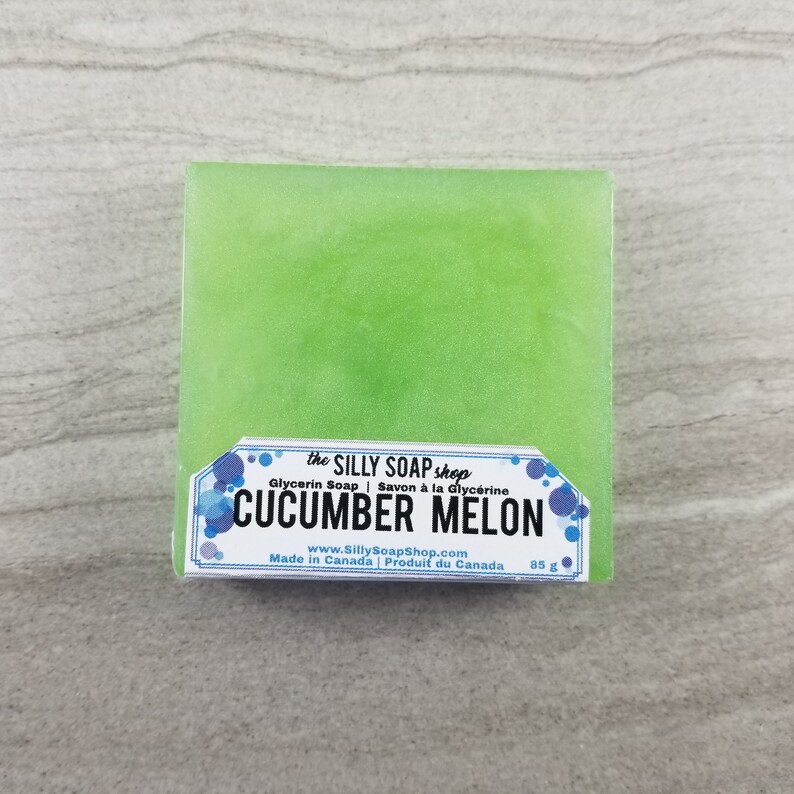 the SILLY SOAP shop
Glycerin Soap | Savon à la Glycérine
CUCUMBER MELON
www.SillySoapShop.com
Made in Canada | Produit du Canada 85 g